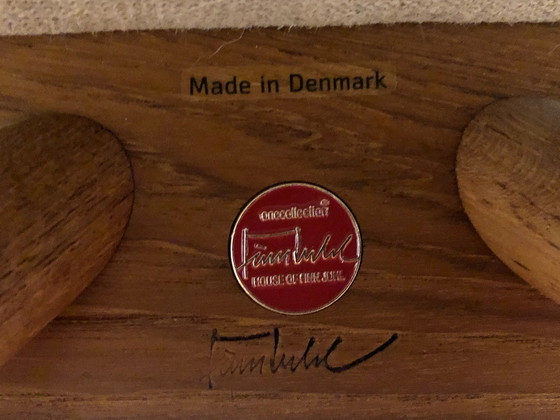 Made in Denmark
onecollection®
Finn Juhl
HOUSE OF FINN JUHL
Finn Juhl